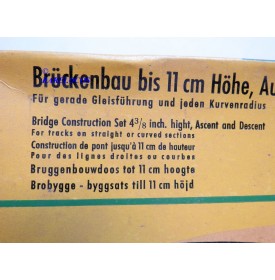 Brückenbau bis 11 cm Höhe, Au
Für gerade Gleisführung und jeden Kurvenradius
Bridge Construction Set 4 3/8 inch. hight, Ascent and Descent
For tracks on straight or curved sections
Construction de pont jusqu'à 11 cm de hauteur
Pour des lignes droites ou courbes
Bruggenbouwdoos tot 11 cm hoogte
Brobygge - byggsats till 11 cm höjd